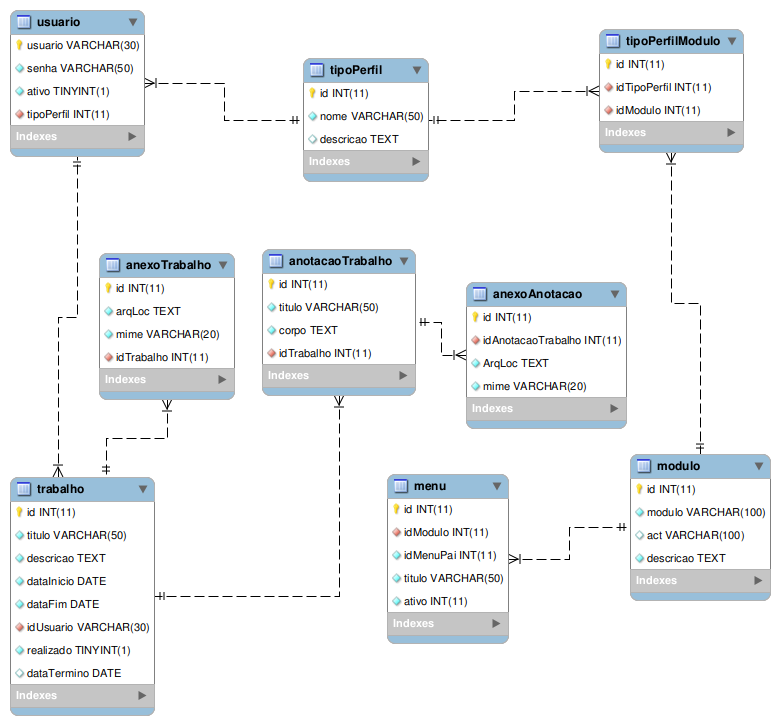 usuario
usuario VARCHAR(30)
senha VARCHAR(50)
ativo TINYINT(1)
tipoPerfil INT(11)
Indexes
tipoPerfil
id INT(11)
nome VARCHAR(50)
descricao TEXT
Indexes
tipoPerfilModulo
id INT(11)
idTipoPerfil INT(11)
idModulo INT(11)
Indexes
anexoTrabalho
id INT(11)
arqLoc TEXT
mime VARCHAR(20)
idTrabalho INT(11)
Indexes
anotacaoTrabalho
id INT(11)
titulo VARCHAR(50)
corpo TEXT
idTrabalho INT(11)
Indexes
anexoAnotacao
id INT(11)
idAnotacaoTrabalho INT(11)
ArqLoc TEXT
mime VARCHAR(20)
Indexes
trabalho
id INT(11)
titulo VARCHAR(50)
descricao TEXT
dataInicio DATE
dataFim DATE
idUsuario VARCHAR(30)
realizado TINYINT(1)
dataTermino DATE
Indexes
menu
id INT(11)
idModulo INT(11)
idMenuPai INT(11)
titulo VARCHAR(50)
ativo INT(11)
Indexes
modulo
id INT(11)
modulo VARCHAR(100)
act VARCHAR(100)
descricao TEXT
Indexes